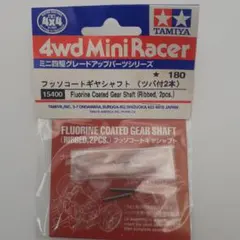 4X4
TAMIYA
4wd Mini Racer
ミニ四駆グレードアップパーツシリーズ
★ 180
フッソコートギヤシャフト (ツバ付2本)
15400 Fluorine Coated Gear Shaft (Ribbed, 2pcs.)
TAMIYA, INC.
FLUORINE COATED GEAR SHAFT
(RIBBED, 2PCS.) フッソコートギヤシャフト